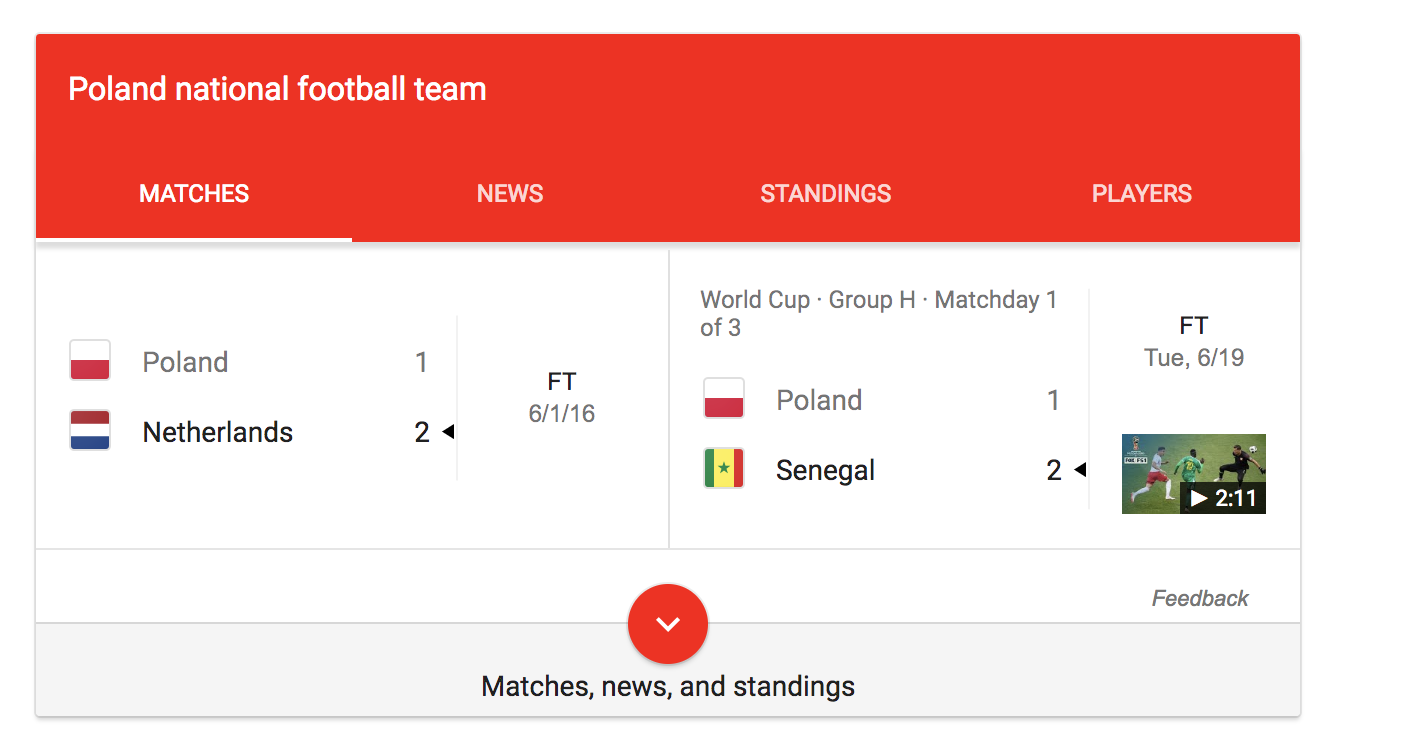 Poland national football team
MATCHES
NEWS
STANDINGS
PLAYERS
Poland 1
Netherlands 2
FT
6/1/16
World Cup · Group H · Matchday 1
of 3
Poland 1
Senegal 2
FT
Tue, 6/19
FOX FS1
2:11
Feedback
Matches, news, and standings